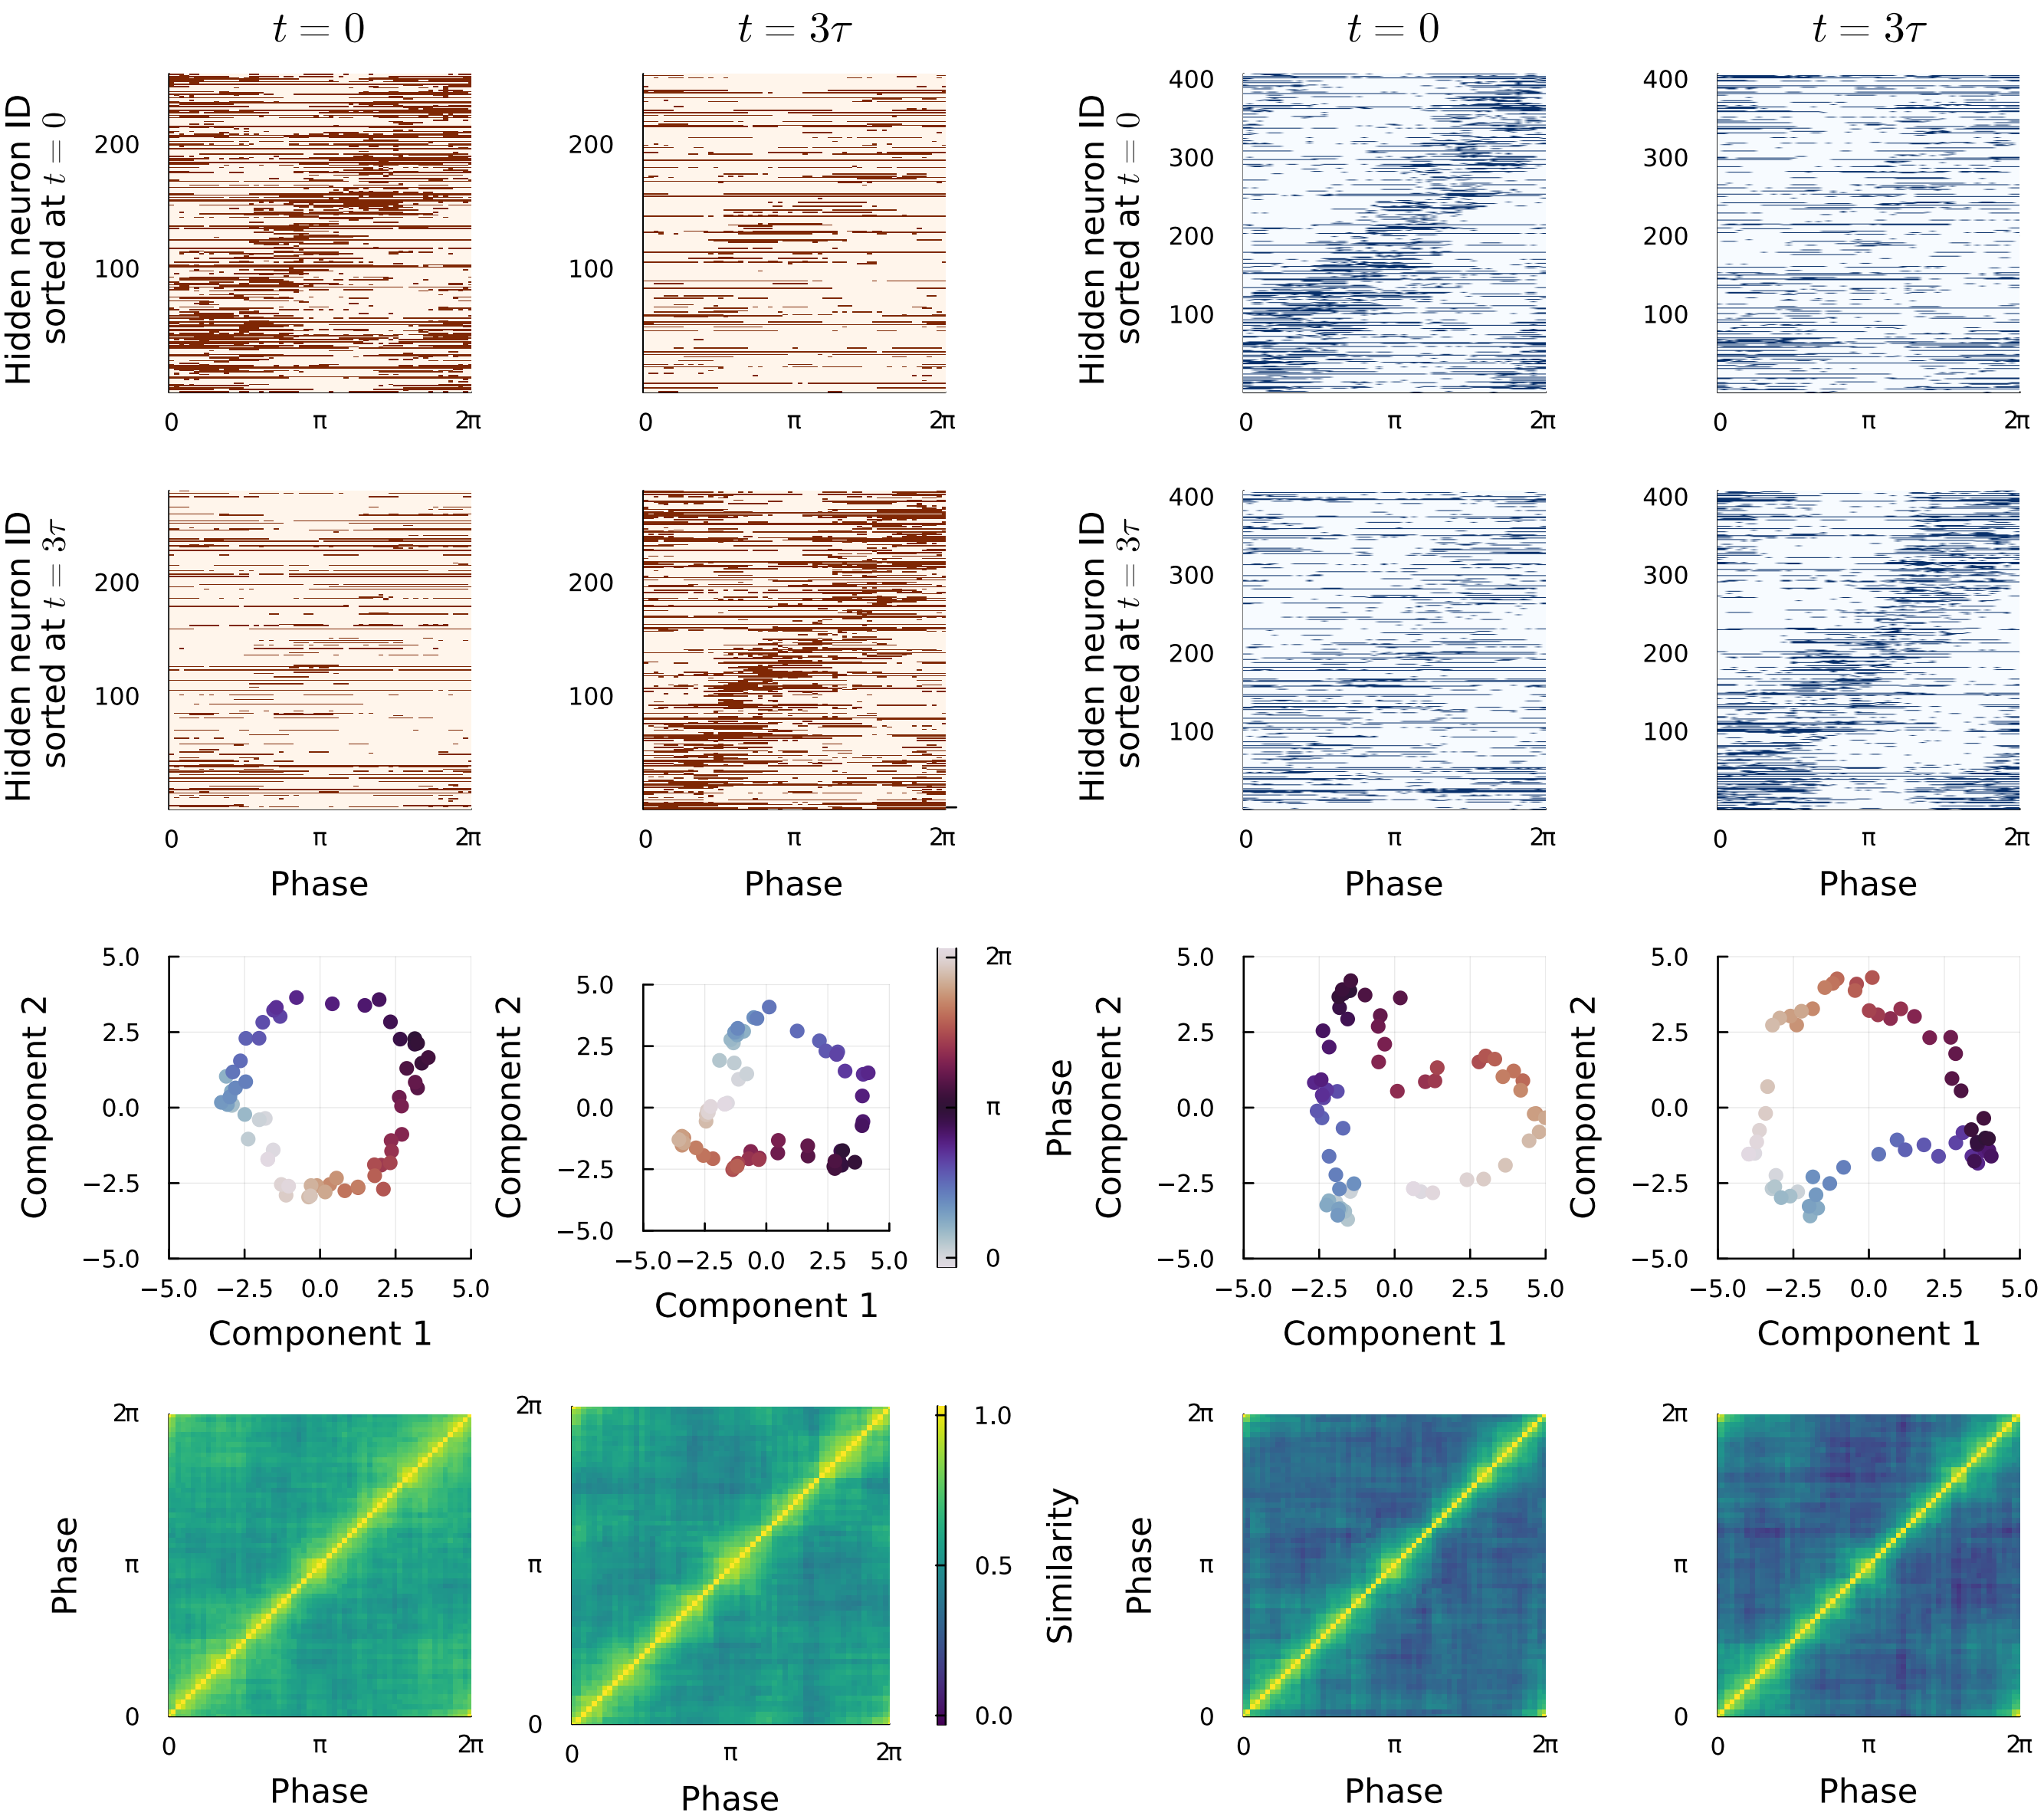 t = 0
t = 3τ
t = 0
t = 3τ
Hidden neuron ID
sorted at t = 0
200
100
0 π 2π
200
100
0 π 2π
Hidden neuron ID
sorted at t = 0
400
300
200
100
0 π 2π
400
300
200
100
0 π 2π
Hidden neuron ID
sorted at t = 3τ
200
100
0 π 2π
Phase
200
100
0 π 2π
Phase
Hidden neuron ID
sorted at t = 3τ
400
300
200
100
0 π 2π
Phase
400
300
200
100
0 π 2π
Phase
Component 2
5.0
2.5
0.0
−2.5
−5.0
−5.0 −2.5 0.0 2.5 5.0
Component 1
Component 2
5.0
2.5
0.0
−2.5
−5.0
−5.0 −2.5 0.0 2.5 5.0
Component 1
2π
π
0
Phase
Component 2
5.0
2.5
0.0
−2.5
−5.0
−5.0 −2.5 0.0 2.5 5.0
Component 1
Component 2
5.0
2.5
0.0
−2.5
−5.0
−5.0 −2.5 0.0 2.5 5.0
Component 1
Phase
2π
π
0
0 π 2π
Phase
2π
π
0
0 π 2π
Phase
1.0
0.5
0.0
Similarity
Phase
2π
π
0
0 π 2π
Phase
2π
π
0
0 π 2π
Phase